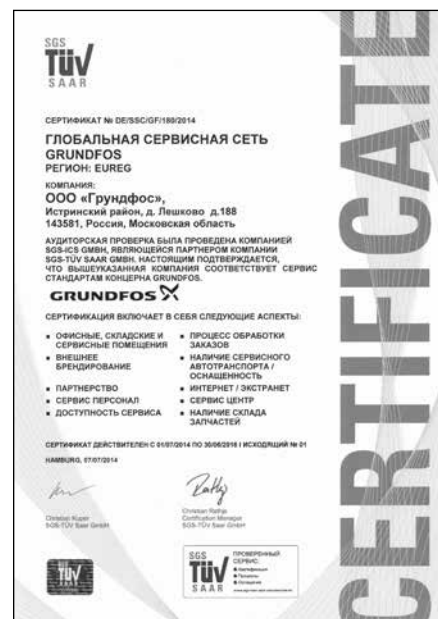 SGS
TÜV
SAAR
СЕРТИФИКАТ № DE/SSC/GF/180/2014
ГЛОБАЛЬНАЯ СЕРВИСНАЯ СЕТЬ
GRUNDFOS
РЕГИОН: EUREG
КОМПАНИЯ:
ООО «Грундфос»,
Истринский район, д. Лешково д.188
143581, Россия, Московская область
АУДИТОРСКАЯ ПРОВЕРКА БЫЛА ПРОВЕДЕНА КОМПАНИЕЙ
SGS-ICS GMBH, ЯВЛЯЮЩЕЙСЯ ПАРТНЕРОМ КОМПАНИИ
SGS-TÜV SAAR GMBH. НАСТОЯЩИМ ПОДТВЕРЖДАЕТСЯ,
ЧТО ВЫШЕУКАЗАННАЯ КОМПАНИЯ СООТВЕТСТВУЕТ СЕРВИС
СТАНДАРТАМ КОНЦЕРНА GRUNDFOS.
GRUNDFOS
СЕРТИФИКАЦИЯ ВКЛЮЧАЕТ В СЕБЯ СЛЕДУЮЩИЕ АСПЕКТЫ:
ОФИСНЫЕ, СКЛАДСКИЕ И
СЕРВИСНЫЕ ПОМЕЩЕНИЯ
ВНЕШНЕЕ
БРЕНДИРОВАНИЕ
ПАРТНЕРСТВО
СЕРВИС ПЕРСОНАЛ
ДОСТУПНОСТЬ СЕРВИСА
ПРОЦЕСС ОБРАБОТКИ
ЗАКАЗОВ
НАЛИЧИЕ СЕРВИСНОГО
АВТОТРАНСПОРТА /
ОСНАЩЕННОСТЬ
ИНТЕРНЕТ / ЭКСТРАНЕТ
СЕРВИС ЦЕНТР
НАЛИЧИЕ СКЛАДА
ЗАПЧАСТЕЙ
СЕРТИФИКАТ ДЕЙСТВИТЕЛЕН С 01/07/2014 ПО 30/06/2016 I ИСХОДЯЩИЙ № 01
HAMBURG, 07/07/2014
Christian Kuper
SGS-TÜV Saar GmbH
Christian Rathje
Certification Manager
SGS-TÜV Saar GmbH
TÜV
SAAR
SGS
TÜV
SAAR
ПРОВЕРЕННЫЙ
СЕРВИС:
CERTIFICATE